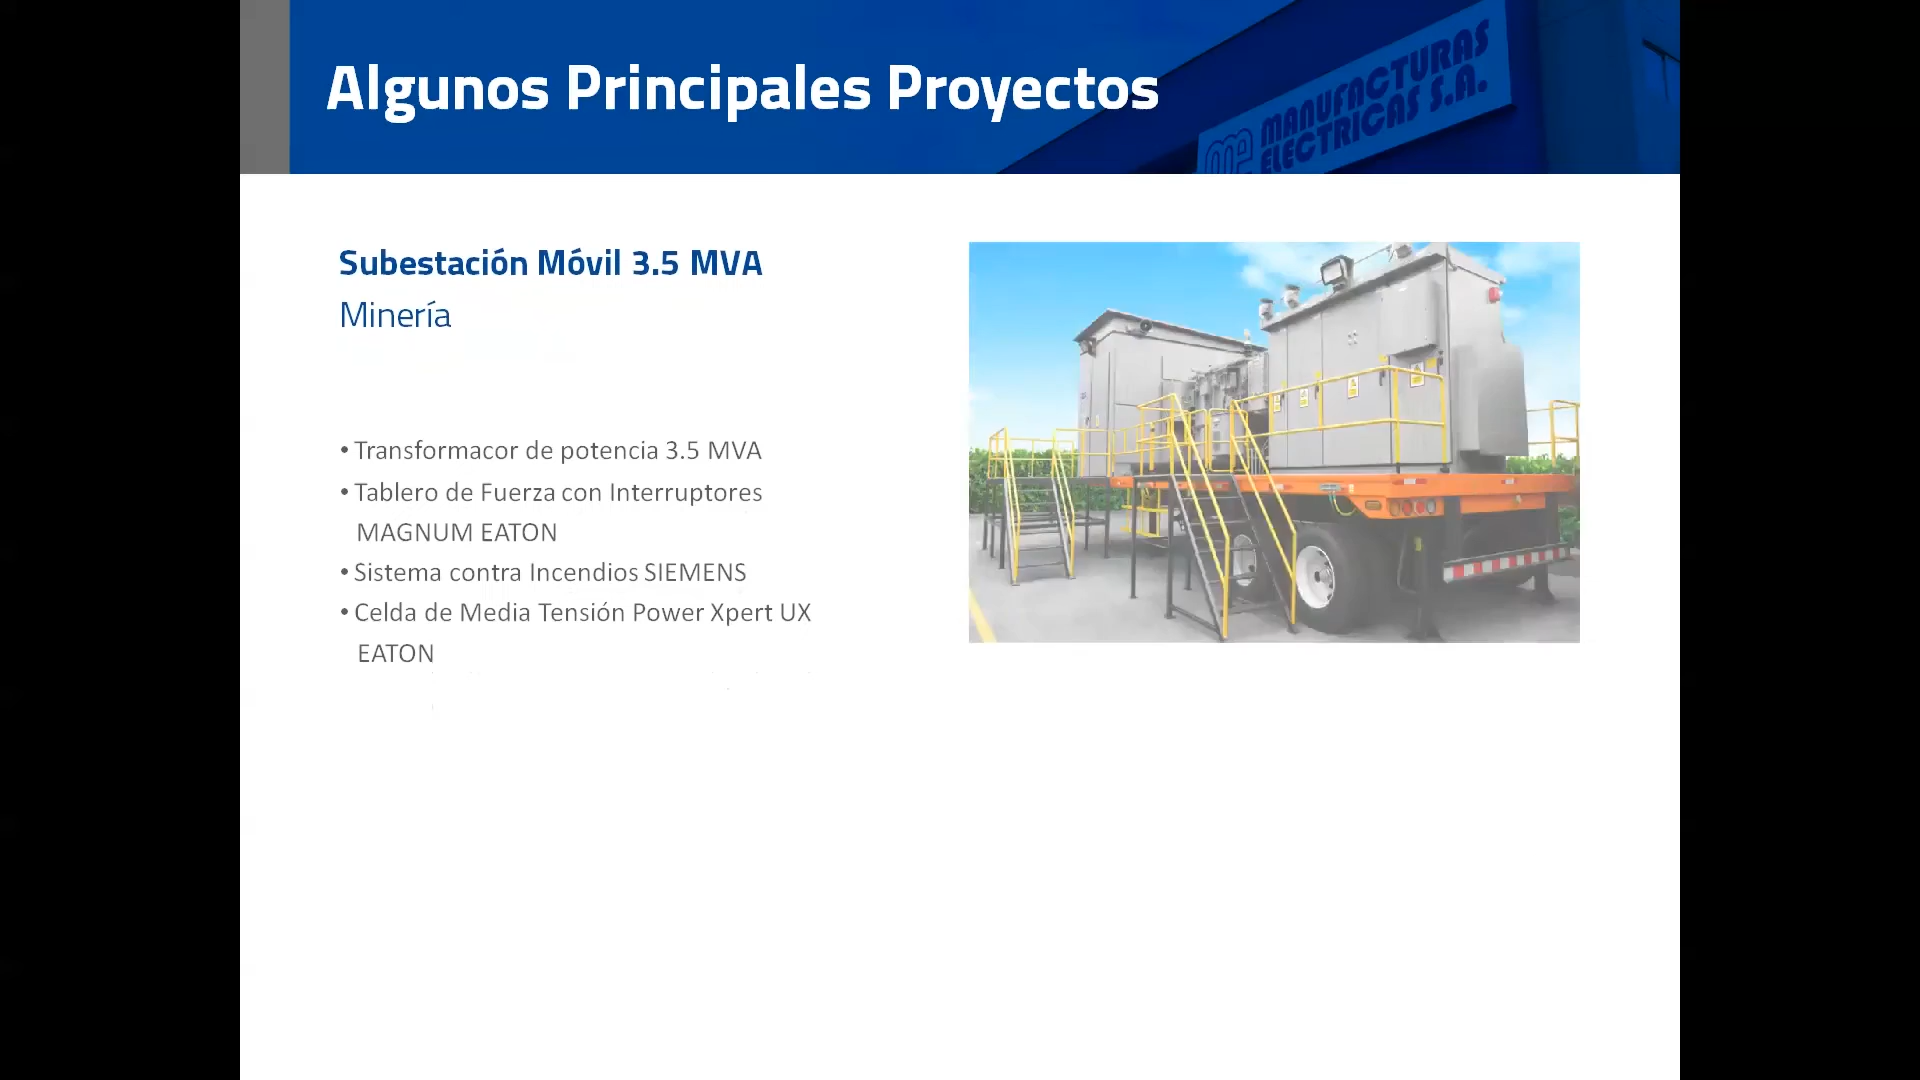 Algunos Principales Proyectos
MANUFACTURAS
ELECTRICAS S.A.
Subestación Móvil 3.5 MVA
Minería
• Transformacor de potencia 3.5 MVA
• Tablero de Fuerza con Interruptores
MAGNUM EATON
• Sistema contra Incendios SIEMENS
• Celda de Media Tensión Power Xpert UX
EATON